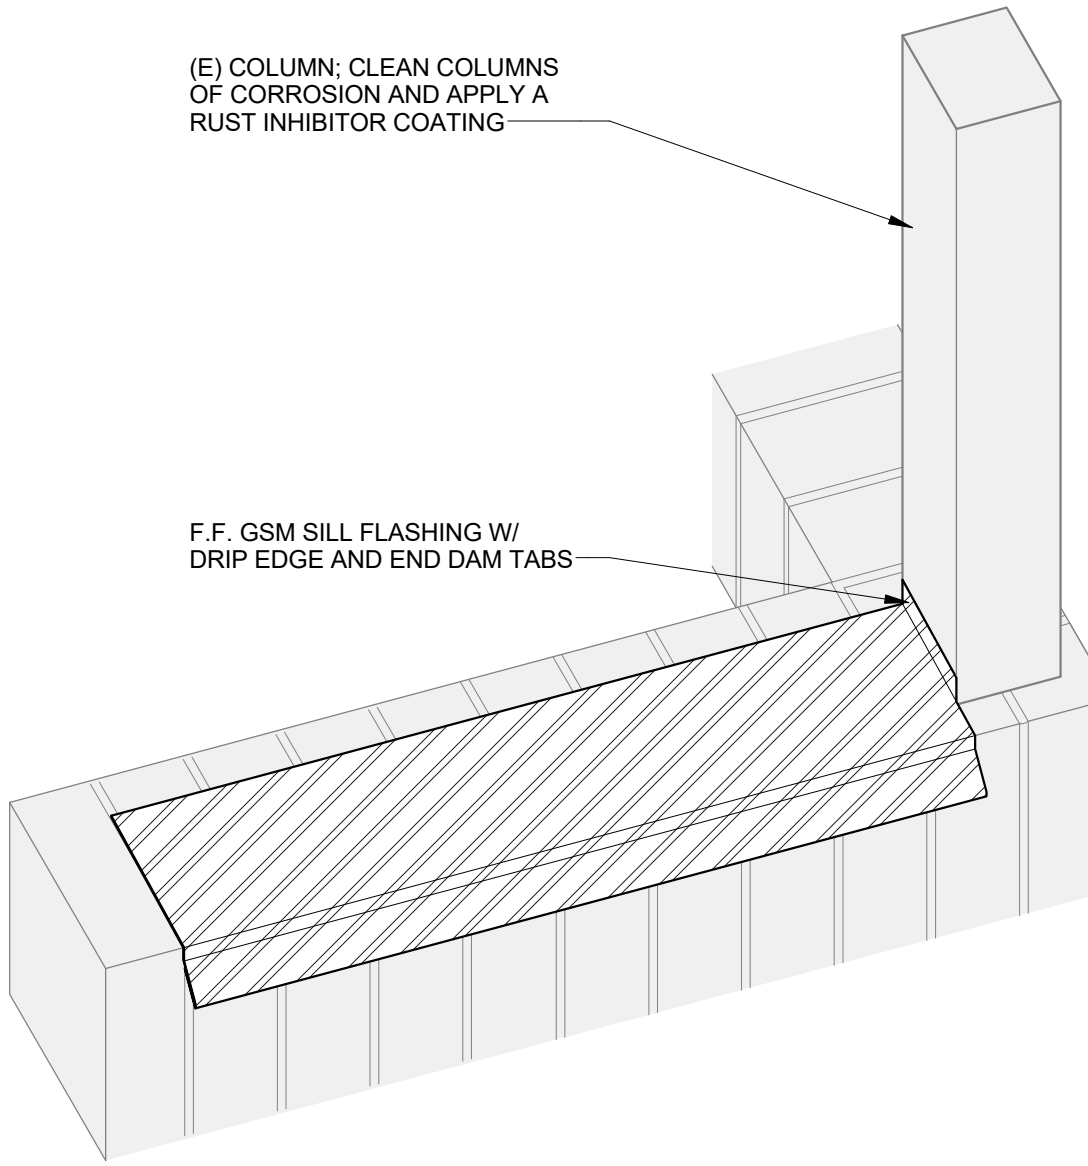 (E) COLUMN; CLEAN COLUMNS
OF CORROSION AND APPLY A
RUST INHIBITOR COATING
F.F. GSM SILL FLASHING W/
DRIP EDGE AND END DAM TABS